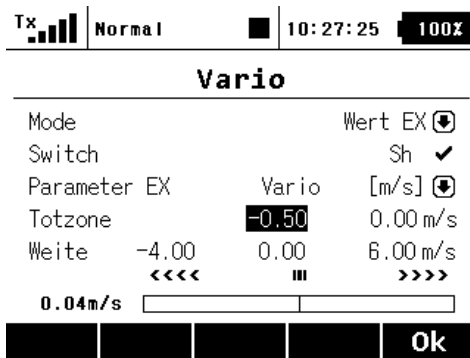 Tx Normal 10:27:25 100%
Vario
Mode Wert EX
Switch Sh ✔
Parameter EX Vario [m/s]
Totzone -0.50 0.00 m/s
Weite -4.00 0.00 6.00 m/s
<<<< III >>>>
0.04m/s
Ok